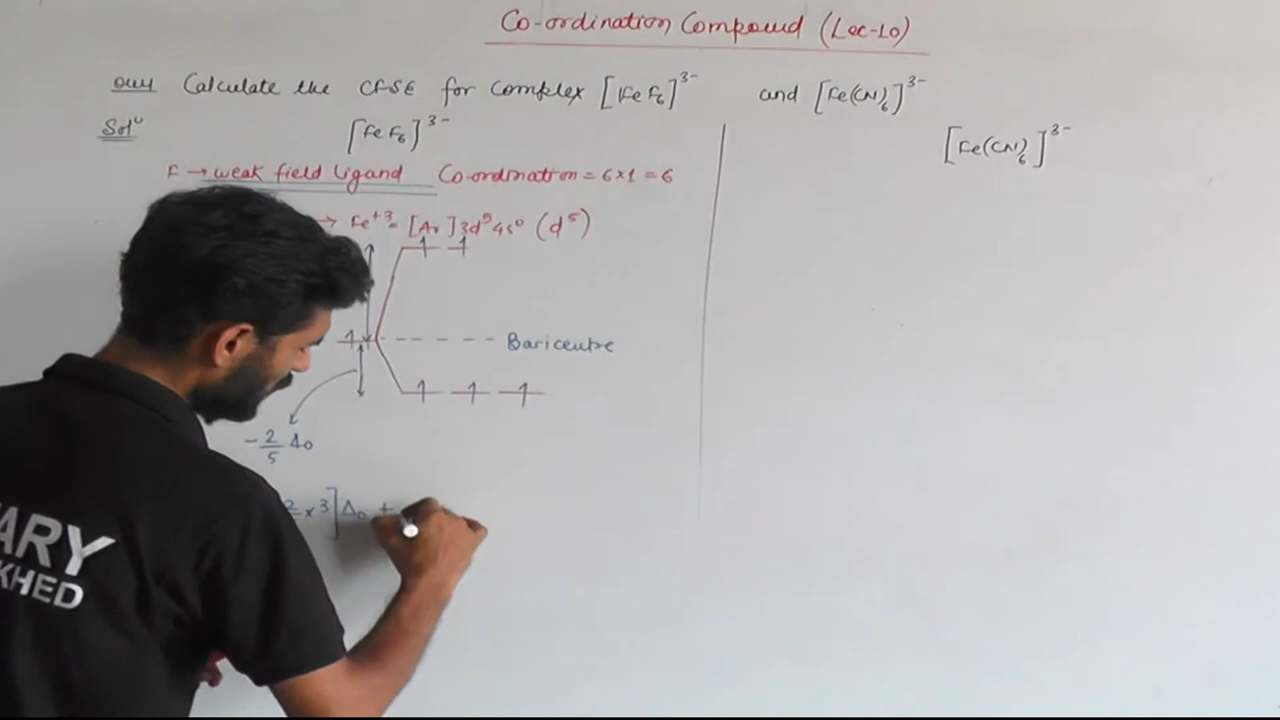 Co-ordination Compound (Lec-10)
Calculate the CFSE for complex [FeF₆]³⁻ and [Fe(CN)₆]³⁻
Solⁿ [FeF₆]³⁻
F → weak field ligand Co-ordination = 6×1 = 6
→ Fe⁺³ = [Ar] 3d⁵ 4s⁰ (d⁵)
Baricentre
-2/5 Δo
2 × 3] Δo +
[Fe(CN)₆]³⁻
ARY
KHED